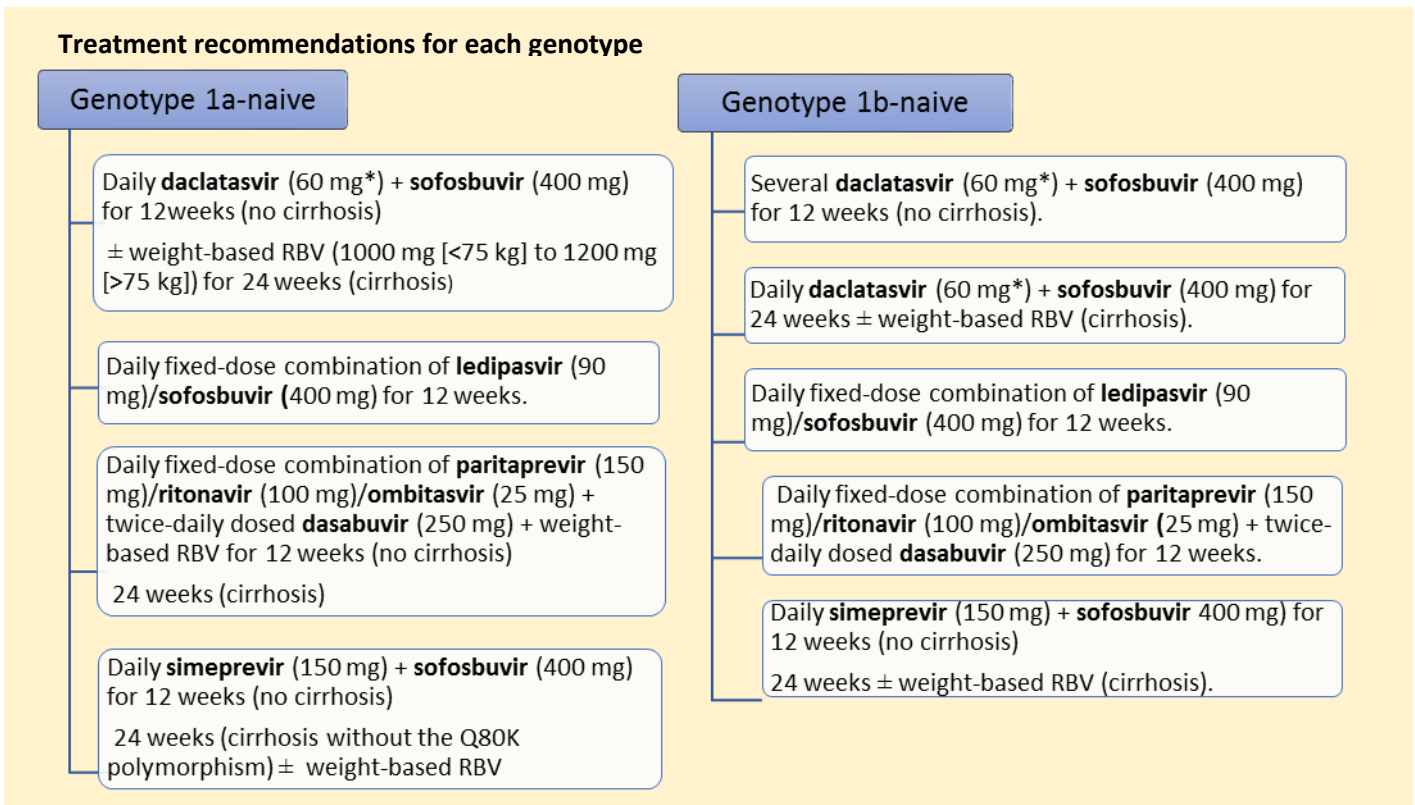 Treatment recommendations for each genotype
Genotype 1a-naive
Daily daclatasvir (60 mg*) + sofosbuvir (400 mg)
for 12weeks (no cirrhosis)
± weight-based RBV (1000 mg [<75 kg] to 1200 mg
[>75 kg]) for 24 weeks (cirrhosis)
Daily fixed-dose combination of ledipasvir (90
mg)/sofosbuvir (400 mg) for 12 weeks.
Daily fixed-dose combination of paritaprevir (150
mg)/ritonavir (100 mg)/ombitasvir (25 mg) +
twice-daily dosed dasabuvir (250 mg) + weight-
based RBV for 12 weeks (no cirrhosis)
24 weeks (cirrhosis)
Daily simeprevir (150 mg) + sofosbuvir (400 mg)
for 12 weeks (no cirrhosis)
24 weeks (cirrhosis without the Q80K
polymorphism) ± weight-based RBV
Genotype 1b-naive
Several daclatasvir (60 mg*) + sofosbuvir (400 mg)
for 12 weeks (no cirrhosis).
Daily daclatasvir (60 mg*) + sofosbuvir (400 mg) for
24 weeks ± weight-based RBV (cirrhosis).
Daily fixed-dose combination of ledipasvir (90
mg)/sofosbuvir (400 mg) for 12 weeks.
Daily fixed-dose combination of paritaprevir (150
mg)/ritonavir (100 mg)/ombitasvir (25 mg) + twice-
daily dosed dasabuvir (250 mg) for 12 weeks.
Daily simeprevir (150 mg) + sofosbuvir 400 mg) for
12 weeks (no cirrhosis)
24 weeks ± weight-based RBV (cirrhosis).